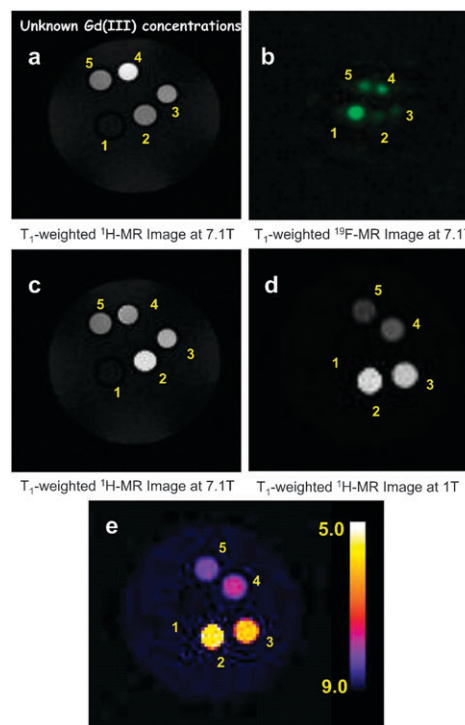 Unknown Gd(III) concentrations
a
5
4
3
2
1
b
5
4
3
2
1
T₁-weighted ¹H-MR Image at 7.1T
T₁-weighted ¹⁹F-MR Image at 7.1T
c
5
4
3
2
1
d
5
4
1
3
2
T₁-weighted ¹H-MR Image at 7.1T
T₁-weighted ¹H-MR Image at 1T
e
5
5.0
4
1
3
2
9.0